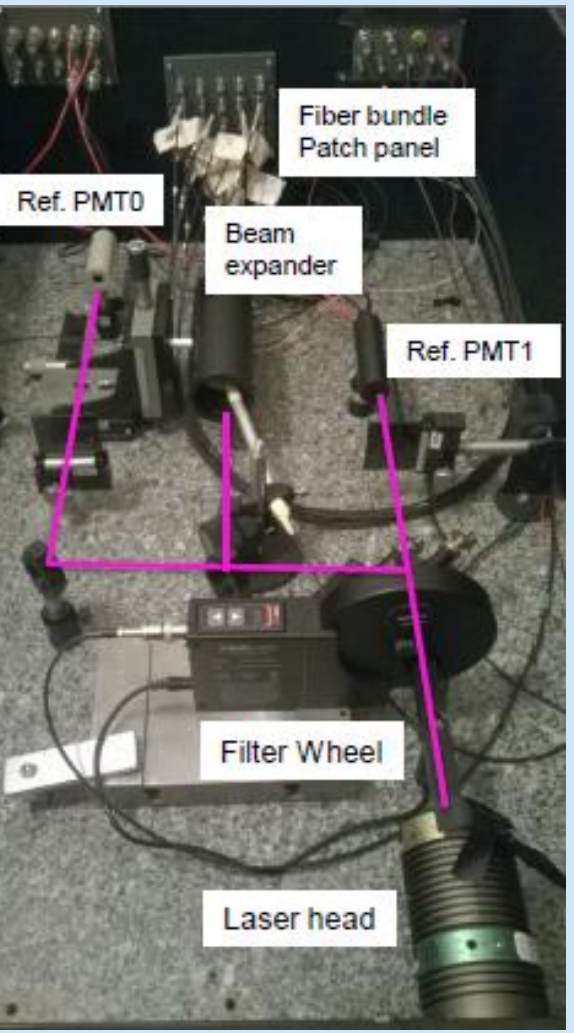 Fiber bundle
Patch panel
Ref. PMT0
Beam
expander
Ref. PMT1
Filter Wheel
Laser head